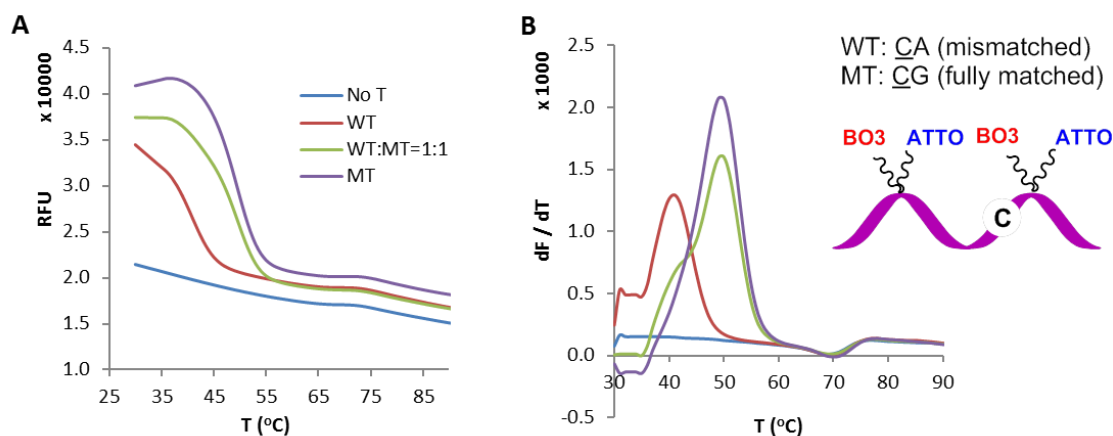 A
x 10000
RFU
4.5
4.0
3.5
3.0
2.5
2.0
1.5
1.0
25 35 45 55 65 75 85
T (°C)
No T
WT
WT:MT=1:1
MT
B
x 1000
dF / dT
2.5
2.0
1.5
1.0
0.5
0.0
-0.5
30 40 50 60 70 80 90
T (°C)
WT: CA (mismatched)
MT: CG (fully matched)
BO3 ATTO BO3 ATTO
C